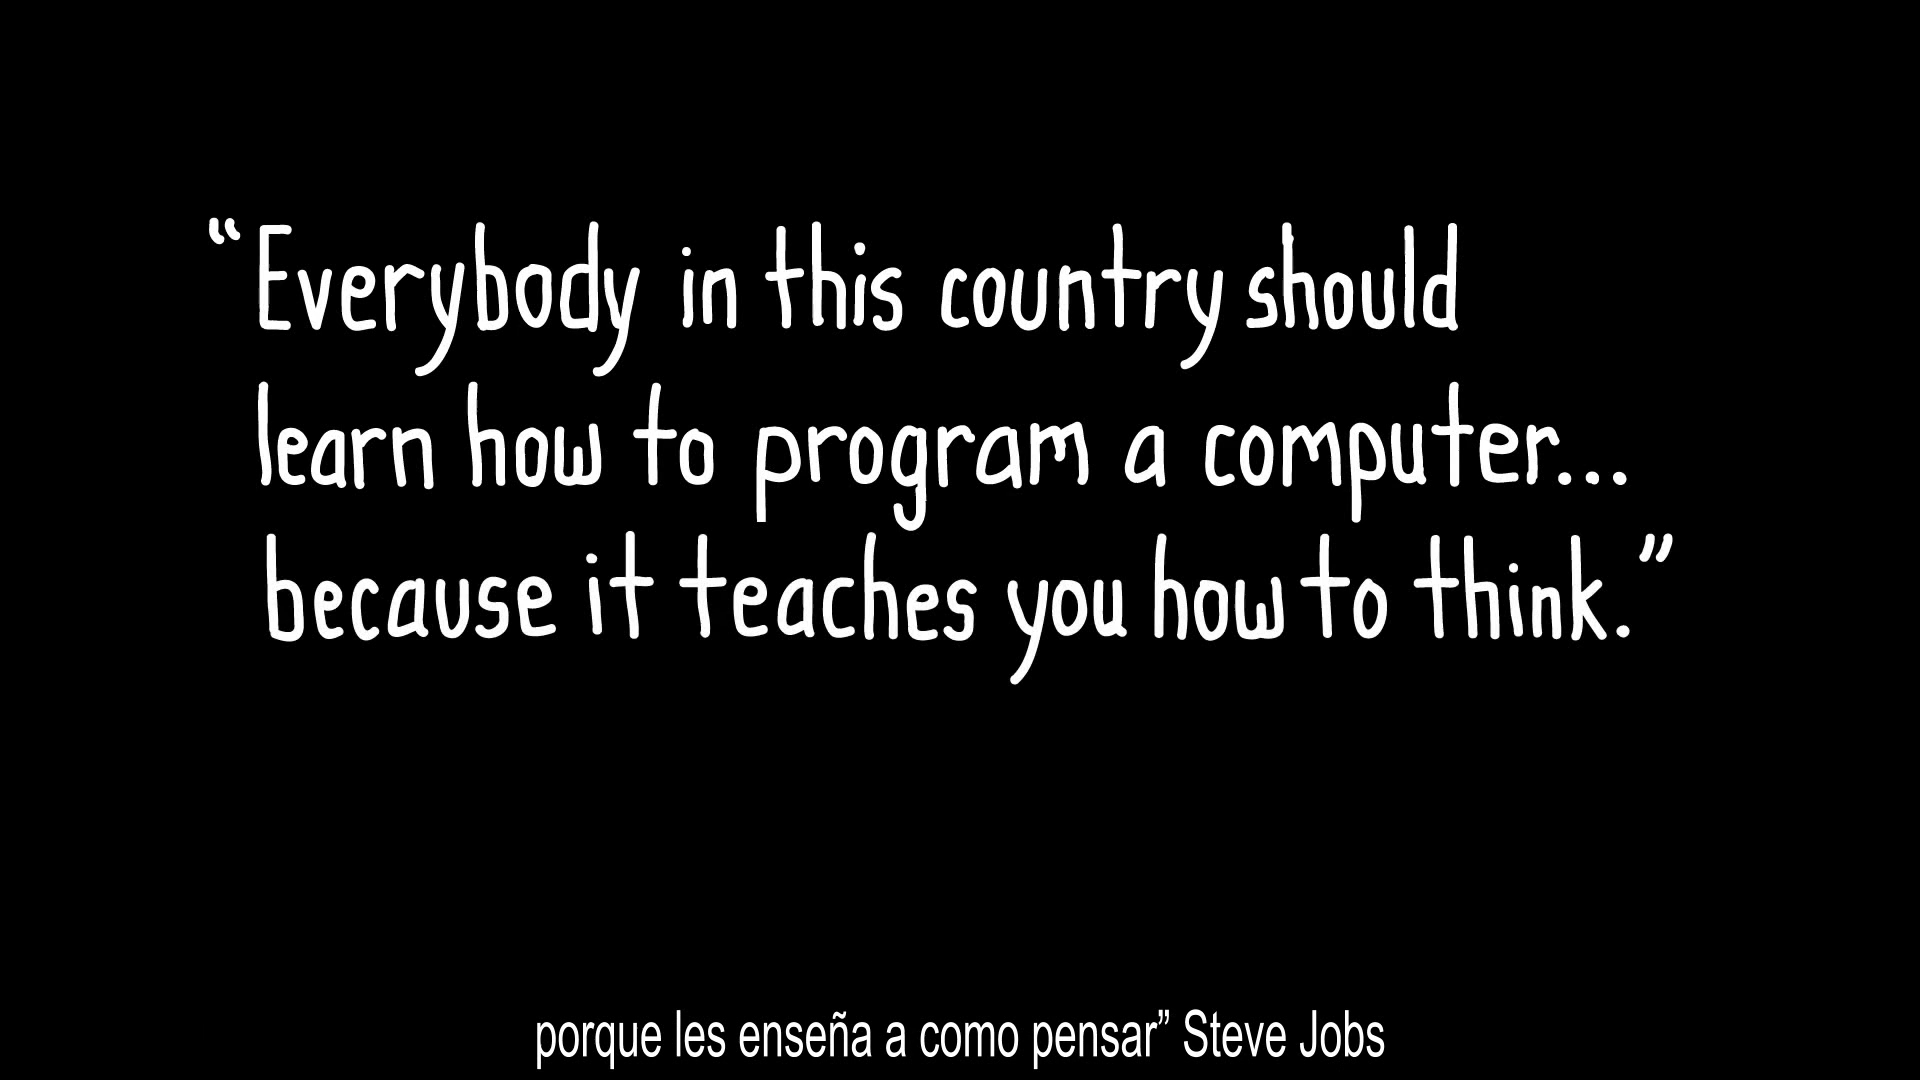 “Everybody in this country should
learn how to program a computer...
because it teaches you how to think.”
porque les enseña a como pensar” Steve Jobs